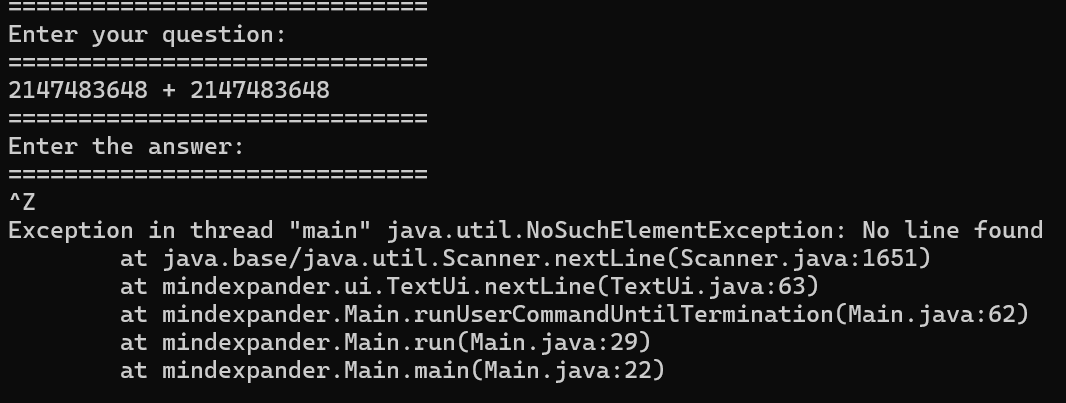 ==============================
Enter your question:
==============================
2147483648 + 2147483648
==============================
Enter the answer:
==============================
^Z
Exception in thread "main" java.util.NoSuchElementException: No line found
        at java.base/java.util.Scanner.nextLine(Scanner.java:1651)
        at mindexpander.ui.TextUi.nextLine(TextUi.java:63)
        at mindexpander.Main.runUserCommandUntilTermination(Main.java:62)
        at mindexpander.Main.run(Main.java:29)
        at mindexpander.Main.main(Main.java:22)